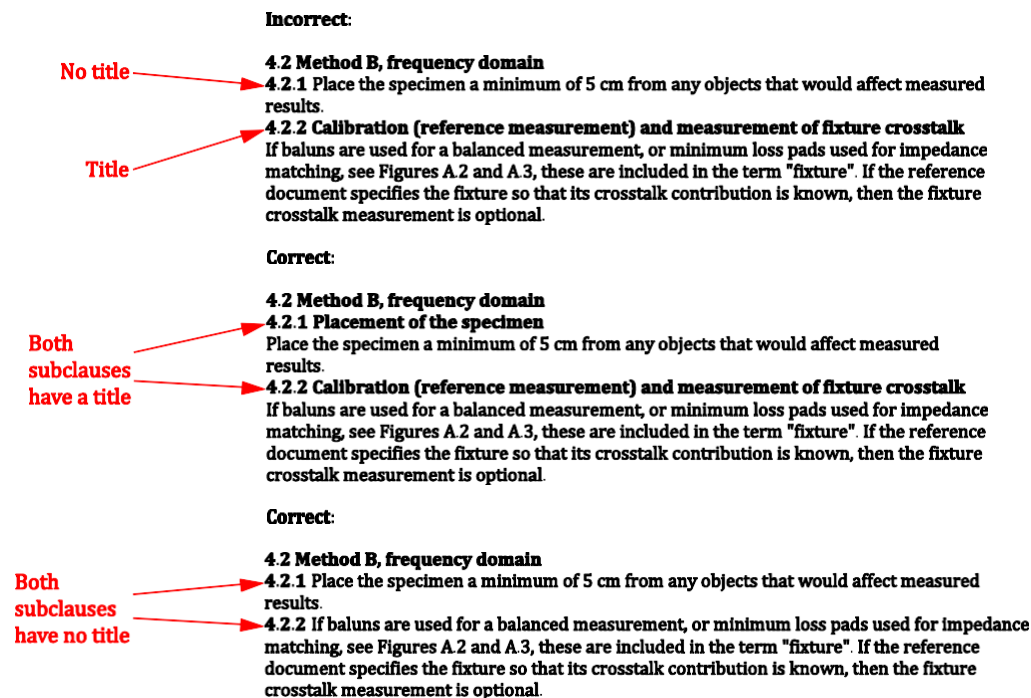 Incorrect:
4.2 Method B, frequency domain
No title
4.2.1 Place the specimen a minimum of 5 cm from any objects that would affect measured
results.
4.2.2 Calibration (reference measurement) and measurement of fixture crosstalk
Title
If baluns are used for a balanced measurement, or minimum loss pads used for impedance
matching, see Figures A.2 and A.3, these are included in the term "fixture". If the reference
document specifies the fixture so that its crosstalk contribution is known, then the fixture
crosstalk measurement is optional.
Correct:
4.2 Method B, frequency domain
4.2.1 Placement of the specimen
Both
subclauses
have a title
Place the specimen a minimum of 5 cm from any objects that would affect measured
results.
4.2.2 Calibration (reference measurement) and measurement of fixture crosstalk
If baluns are used for a balanced measurement, or minimum loss pads used for impedance
matching, see Figures A.2 and A.3, these are included in the term "fixture". If the reference
document specifies the fixture so that its crosstalk contribution is known, then the fixture
crosstalk measurement is optional.
Correct:
4.2 Method B, frequency domain
Both
subclauses
have no title
4.2.1 Place the specimen a minimum of 5 cm from any objects that would affect measured
results.
4.2.2 If baluns are used for a balanced measurement, or minimum loss pads used for impedance
matching, see Figures A.2 and A.3, these are included in the term "fixture". If the reference
document specifies the fixture so that its crosstalk contribution is known, then the fixture
crosstalk measurement is optional.